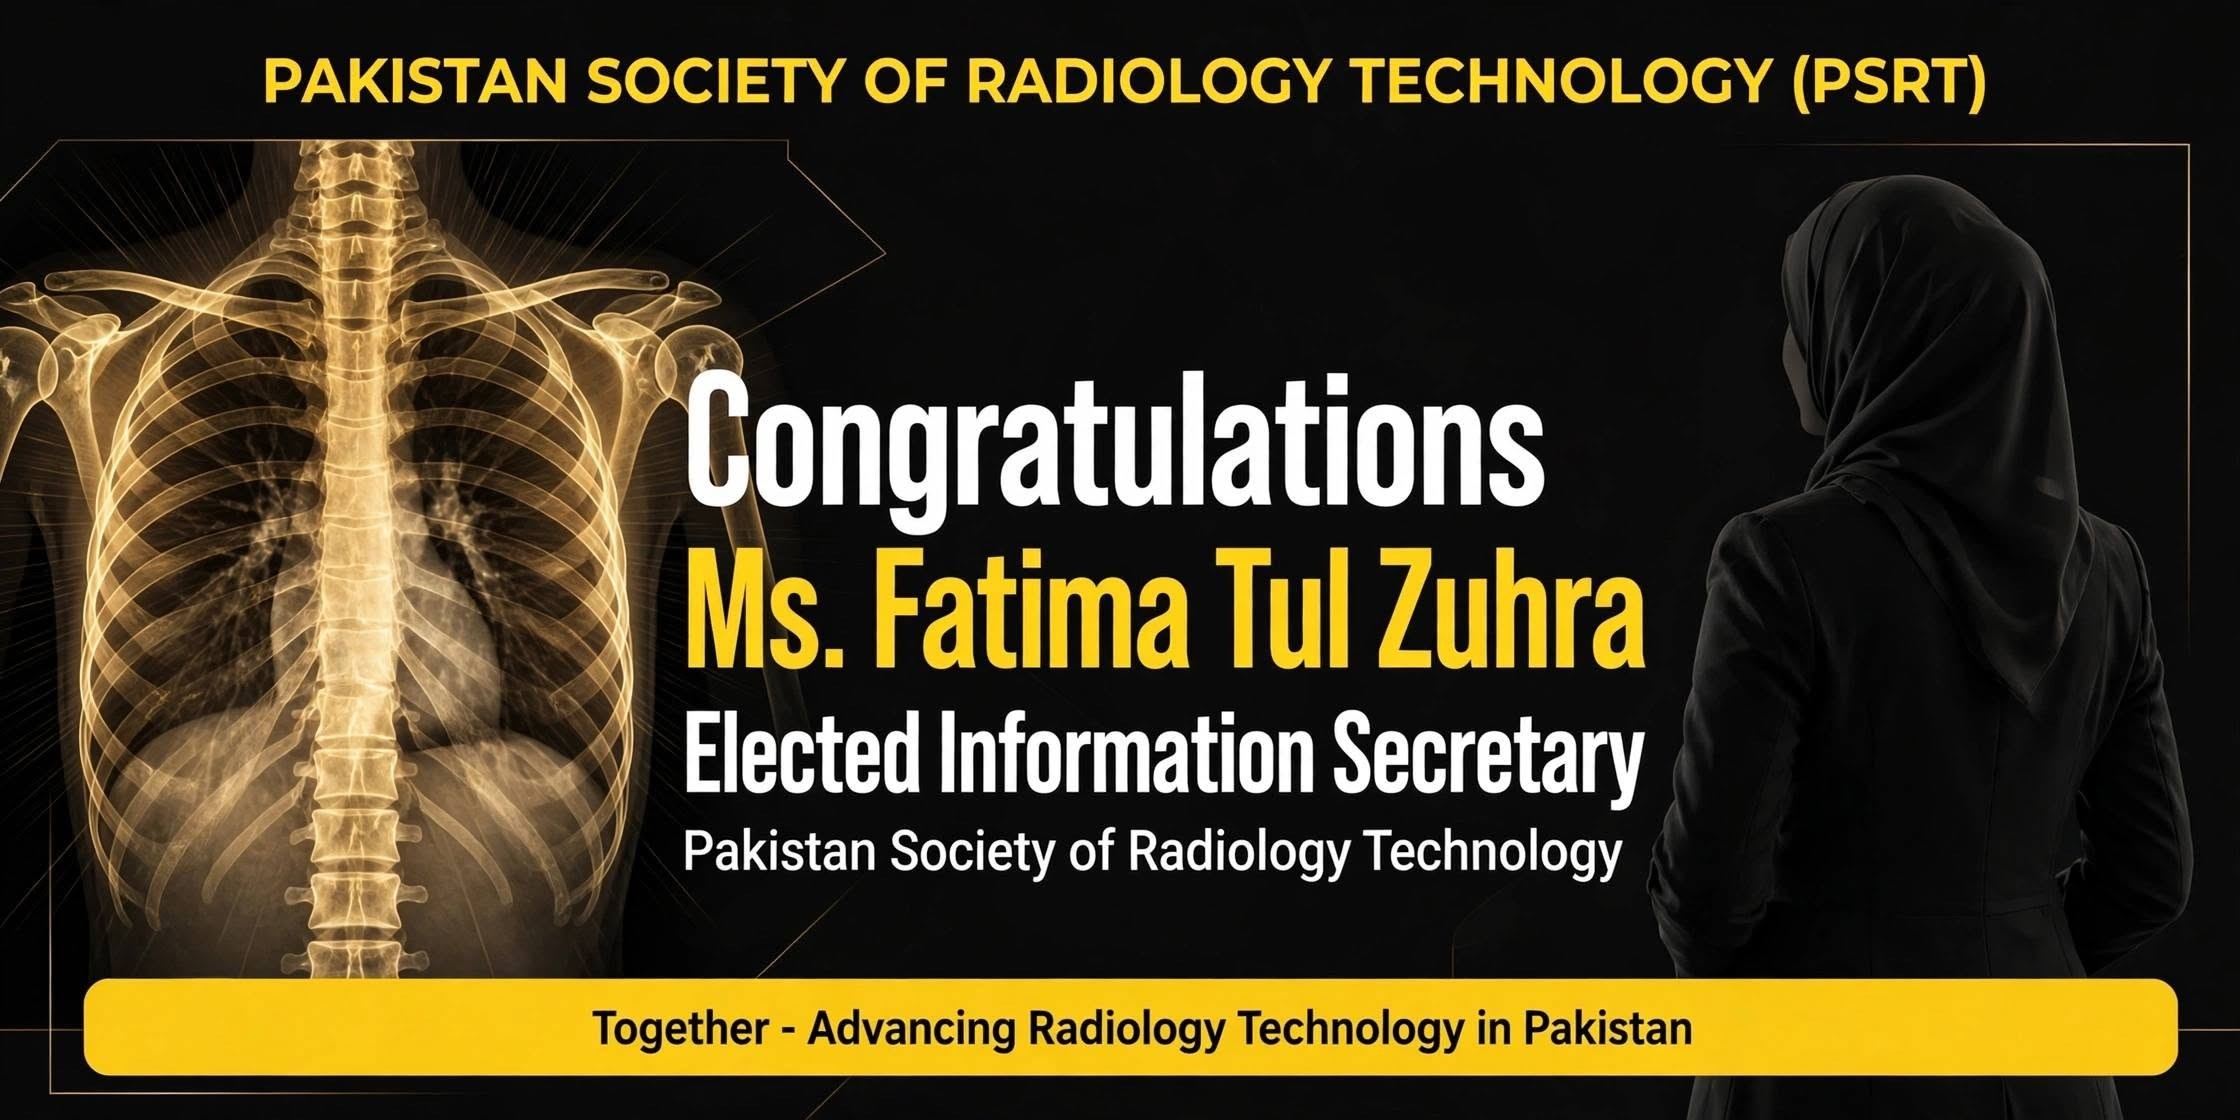 PAKISTAN SOCIETY OF RADIOLOGY TECHNOLOGY (PSRT)
Congratulations
Ms. Fatima Tul Zuhra
Elected Information Secretary
Pakistan Society of Radiology Technology
Together - Advancing Radiology Technology in Pakistan